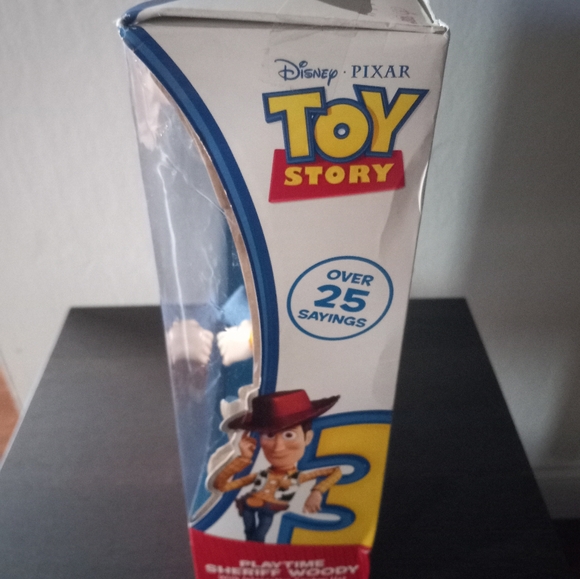 Disney · PIXAR
TOY
STORY
OVER
25
SAYINGS
3
PLAYTIME
SHERIFF WOODY